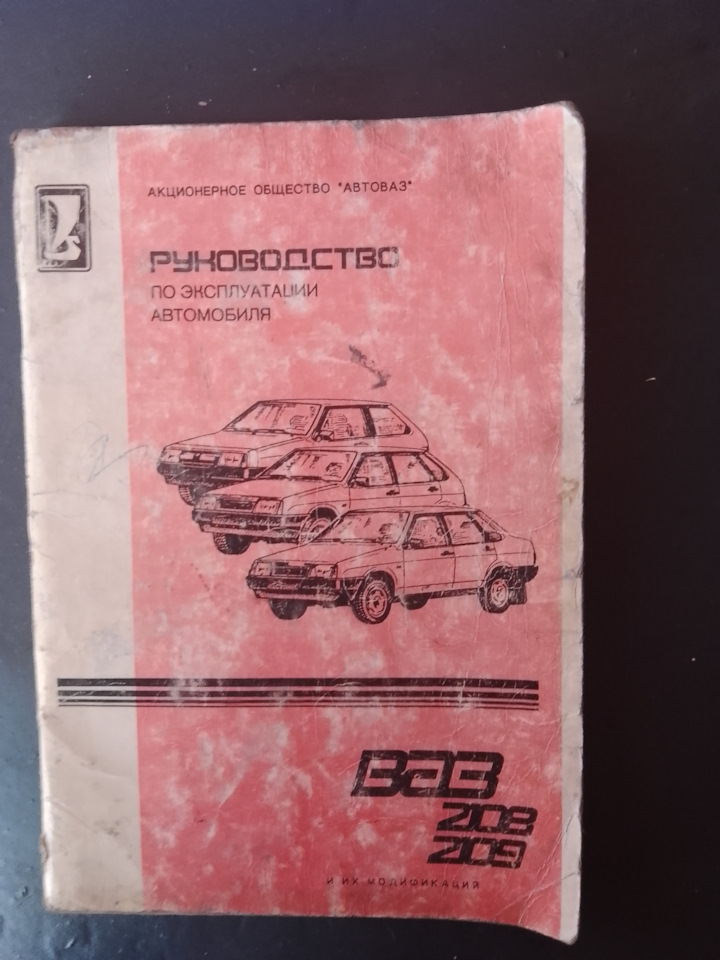 АКЦИОНЕРНОЕ ОБЩЕСТВО "АВТОВАЗ"
РУКОВОДСТВО
ПО ЭКСПЛУАТАЦИИ
АВТОМОБИЛЯ
ВАЗ
2108
2109
И ИХ МОДИФИКАЦИЙ